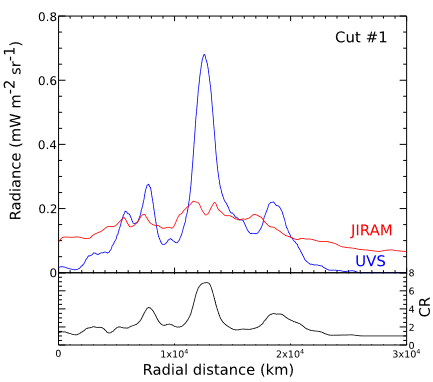 0.8
Cut #1
0.6
0.4
0.2
0
Radiance (mW m-2 sr-1)
JIRAM
UVS
8
6
4
2
0
CR
0
1x10⁴
2x10⁴
3x10⁴
Radial distance (km)